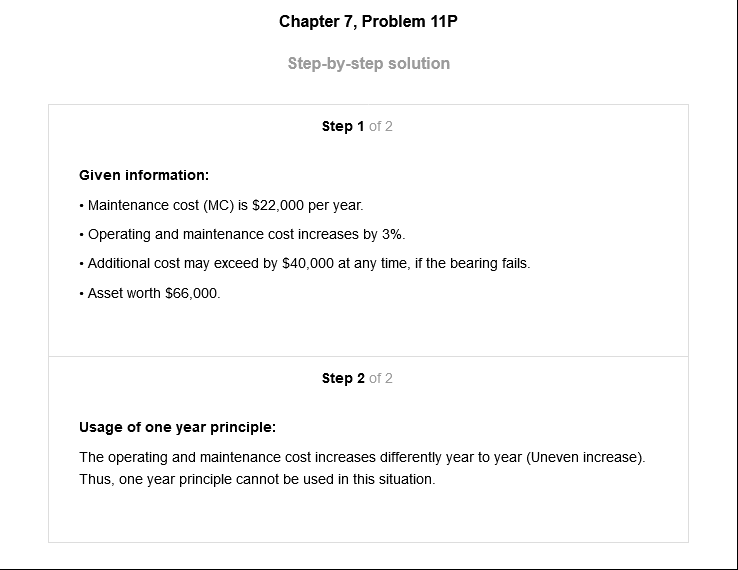 Chapter 7, Problem 11P
Step-by-step solution
Step 1 of 2
Given information:
• Maintenance cost (MC) is $22,000 per year.
• Operating and maintenance cost increases by 3%.
• Additional cost may exceed by $40,000 at any time, if the bearing fails.
• Asset worth $66,000.
Step 2 of 2
Usage of one year principle:
The operating and maintenance cost increases differently year to year (Uneven increase).
Thus, one year principle cannot be used in this situation.